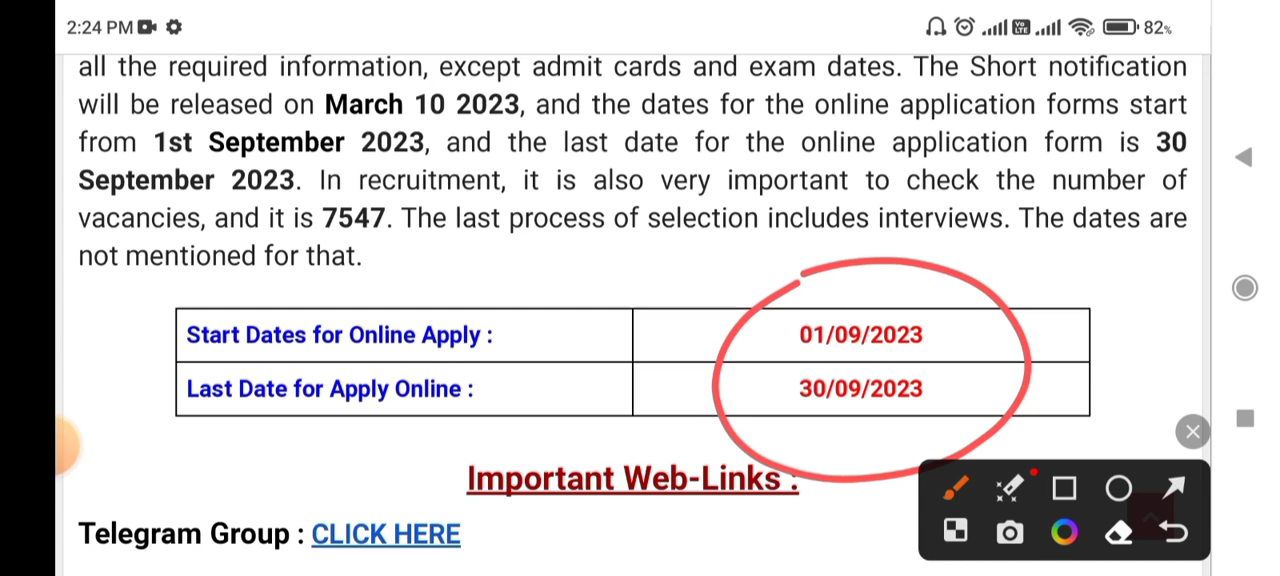 2:24 PM
Vo LTE 82%
all the required information, except admit cards and exam dates. The Short notification
will be released on March 10 2023, and the dates for the online application forms start
from 1st September 2023, and the last date for the online application form is 30
September 2023. In recruitment, it is also very important to check the number of
vacancies, and it is 7547. The last process of selection includes interviews. The dates are
not mentioned for that.
Start Dates for Online Apply : 01/09/2023
Last Date for Apply Online : 30/09/2023
Important Web-Links :
Telegram Group : CLICK HERE